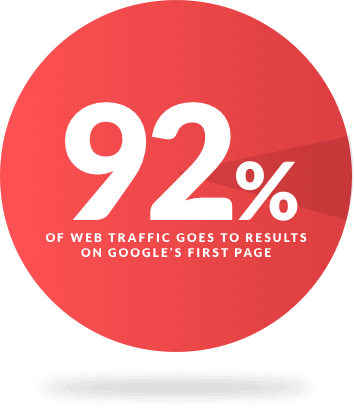 92%
OF WEB TRAFFIC GOES TO RESULTS
ON GOOGLE'S FIRST PAGE